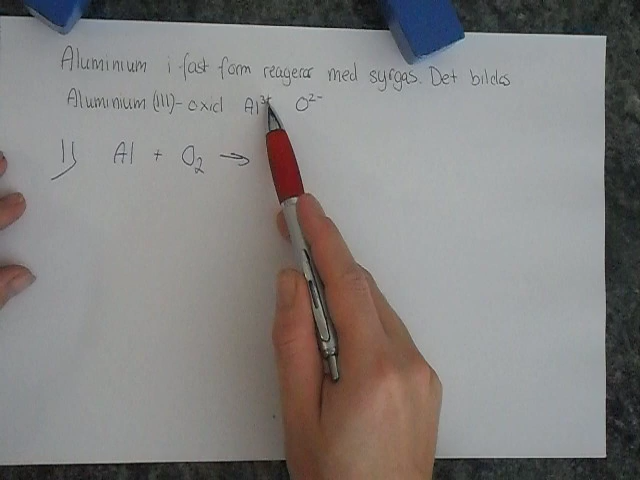 Aluminium i fast form reagerar med syrgas. Det bildas
Aluminium (III)-oxid Al³⁺ O²⁻
1) Al + O₂ →